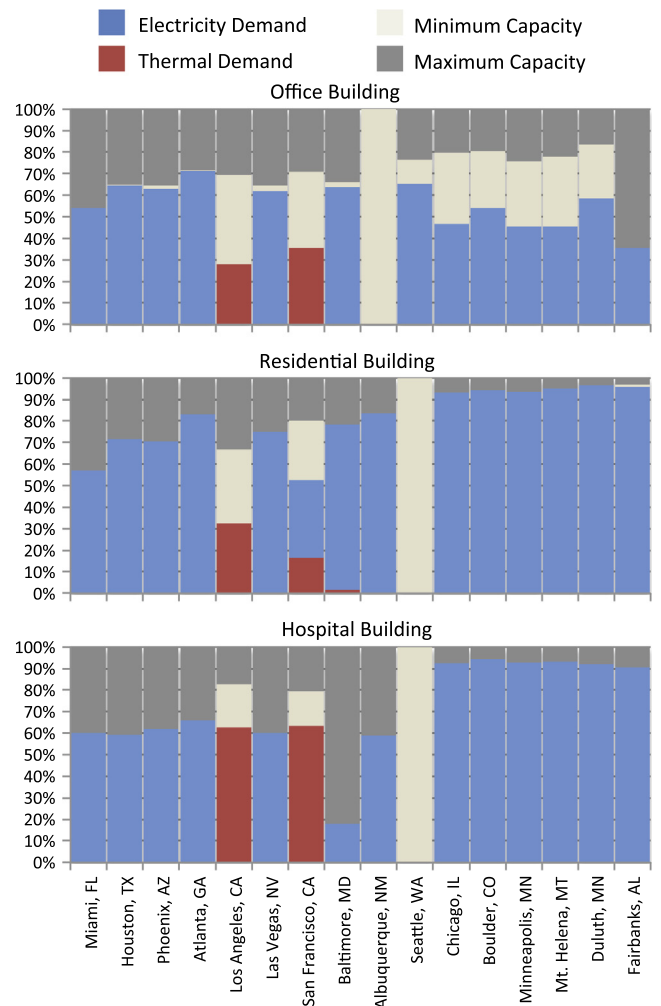 Electricity Demand
Minimum Capacity
Thermal Demand
Maximum Capacity
Office Building
100%
90%
80%
70%
60%
50%
40%
30%
20%
10%
0%
Residential Building
100%
90%
80%
70%
60%
50%
40%
30%
20%
10%
0%
Hospital Building
100%
90%
80%
70%
60%
50%
40%
30%
20%
10%
0%
Miami, FL
Houston, TX
Phoenix, AZ
Atlanta, GA
Los Angeles, CA
Las Vegas, NV
San Francisco, CA
Baltimore, MD
Albuquerque, NM
Seattle, WA
Chicago, IL
Boulder, CO
Minneapolis, MN
Mt. Helena, MT
Duluth, MN
Fairbanks, AL